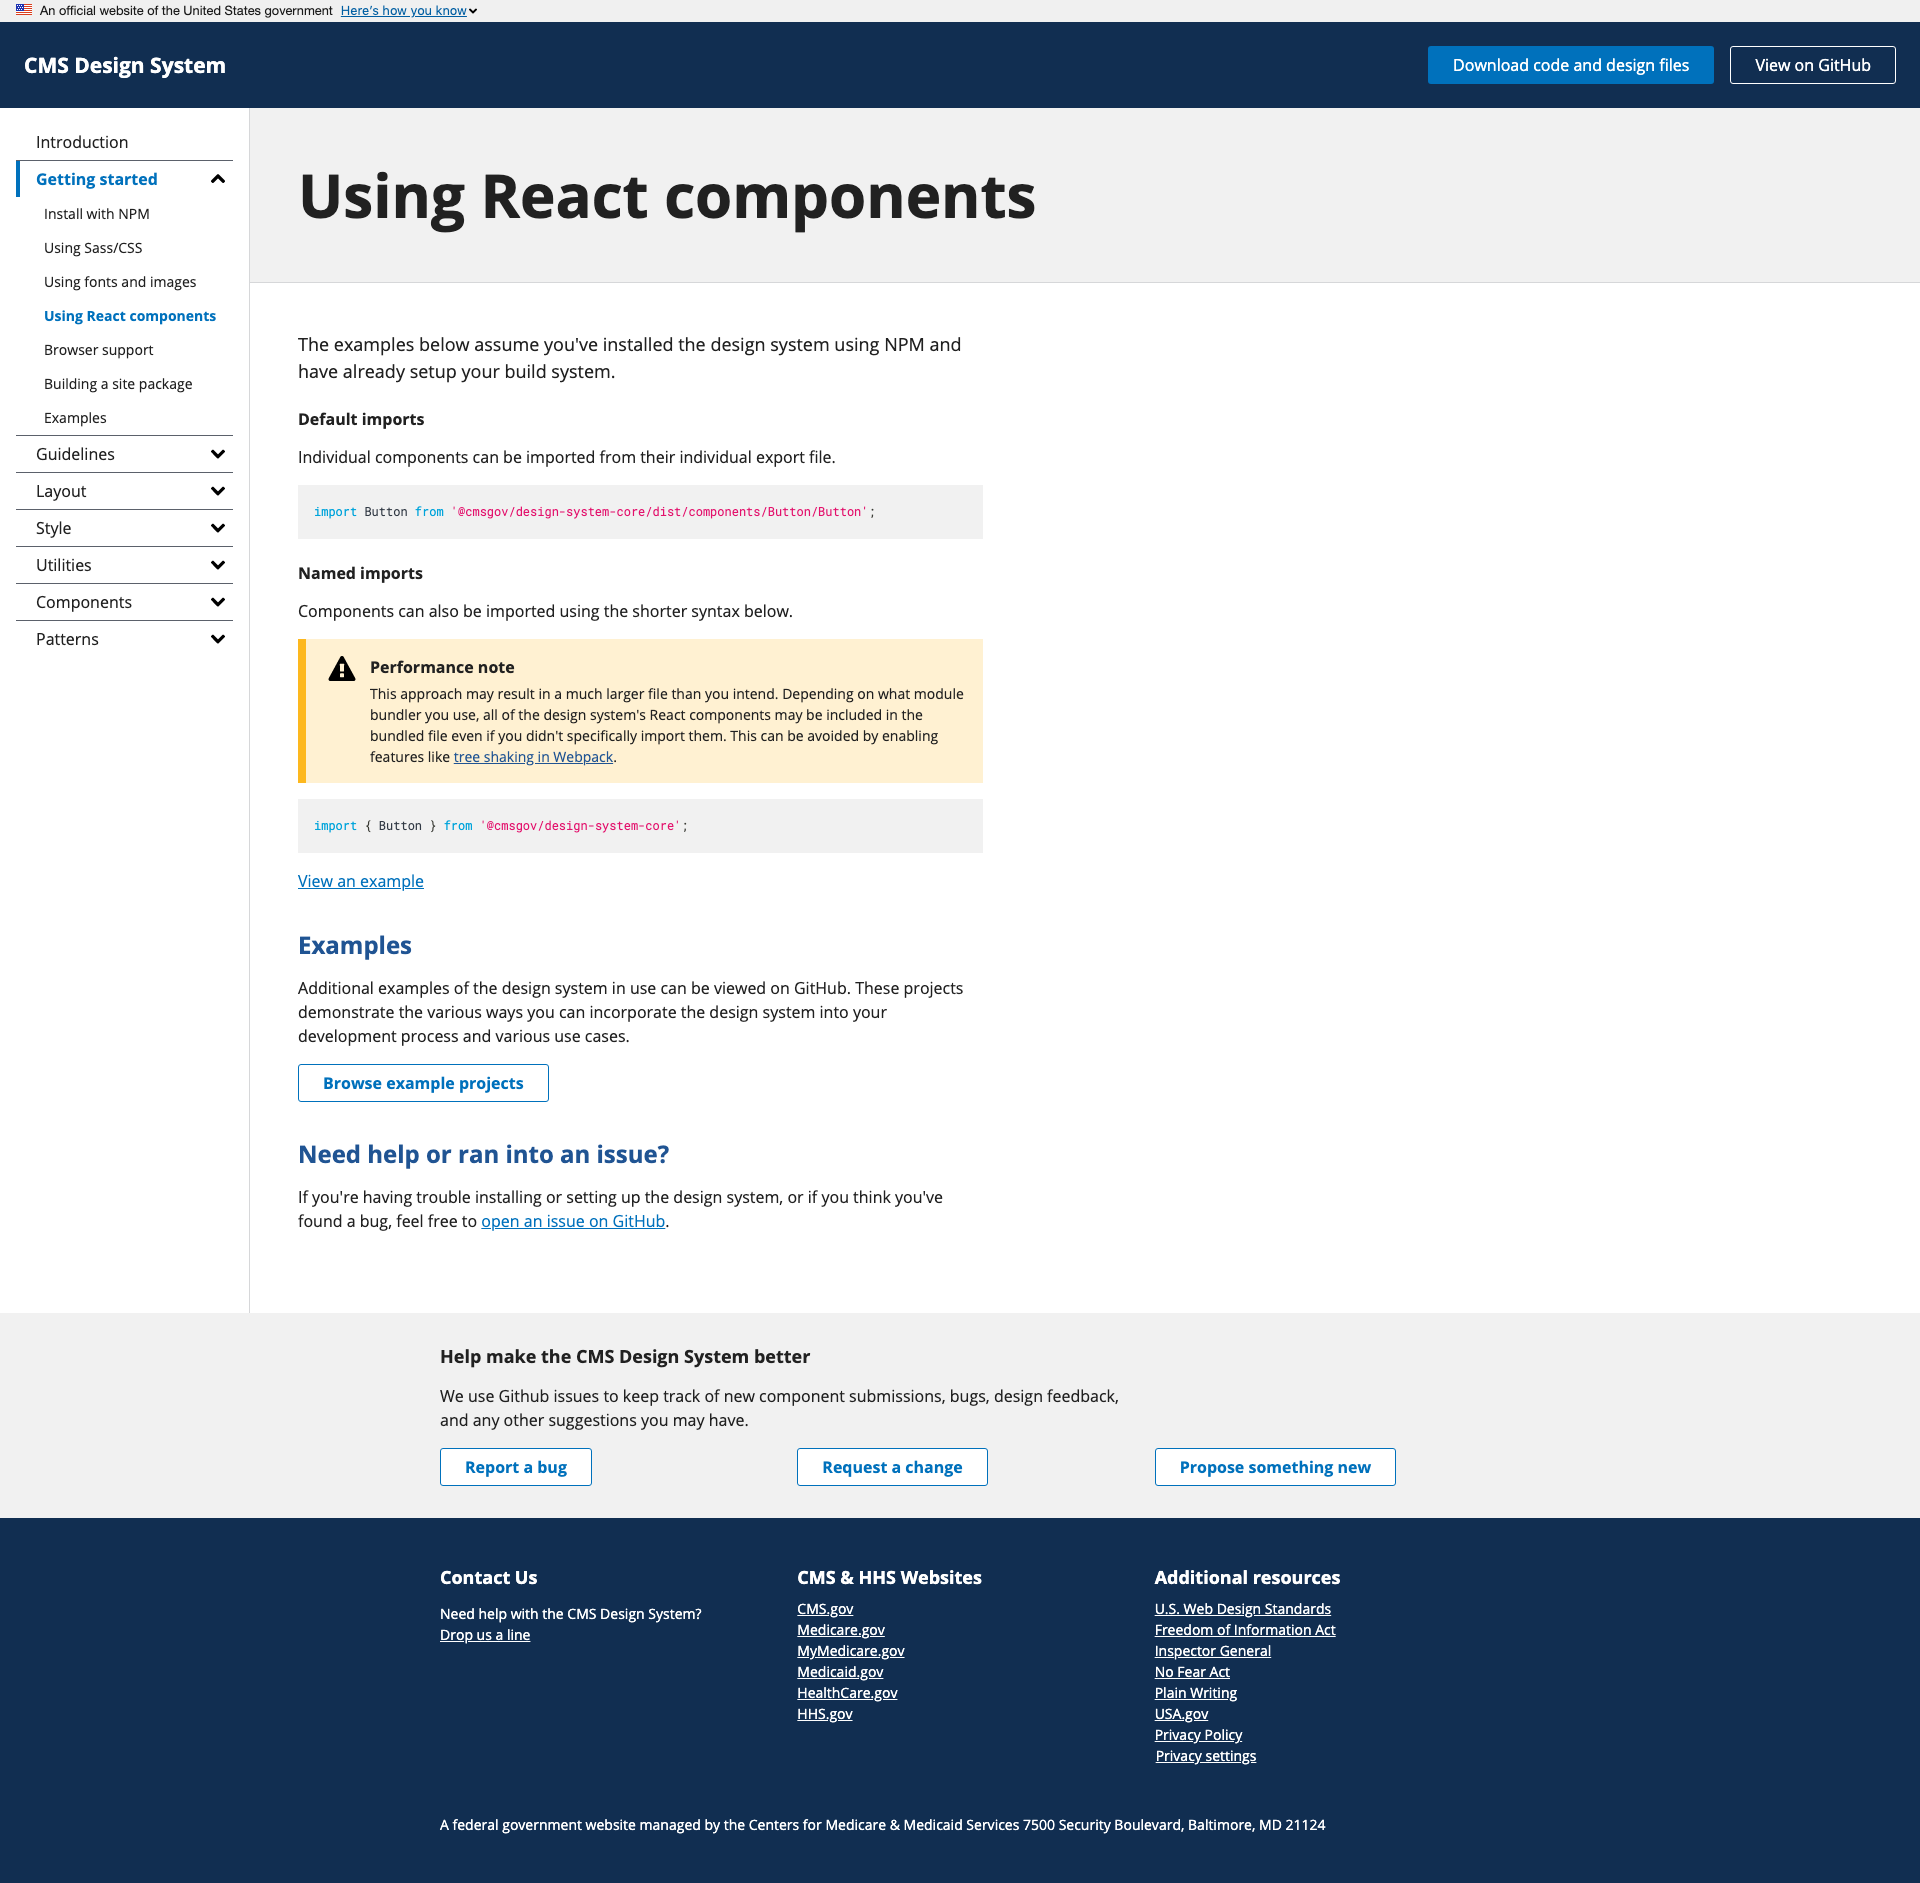 An official website of the United States government Here's how you know
CMS Design System
Download code and design files
View on GitHub
Introduction
Getting started
Install with NPM
Using Sass/CSS
Using fonts and images
Using React components
Browser support
Building a site package
Examples
Guidelines
Layout
Style
Utilities
Components
Patterns
Using React components
The examples below assume you've installed the design system using NPM and
have already setup your build system.
Default imports
Individual components can be imported from their individual export file.
import Button from '@cmsgov/design-system-core/dist/components/Button/Button';
Named imports
Components can also be imported using the shorter syntax below.
Performance note
This approach may result in a much larger file than you intend. Depending on what module
bundler you use, all of the design system's React components may be included in the
bundled file even if you didn't specifically import them. This can be avoided by enabling
features like tree shaking in Webpack.
import { Button } from '@cmsgov/design-system-core';
View an example
Examples
Additional examples of the design system in use can be viewed on GitHub. These projects
demonstrate the various ways you can incorporate the design system into your
development process and various use cases.
Browse example projects
Need help or ran into an issue?
If you're having trouble installing or setting up the design system, or if you think you've
found a bug, feel free to open an issue on GitHub.
Help make the CMS Design System better
We use Github issues to keep track of new component submissions, bugs, design feedback,
and any other suggestions you may have.
Report a bug
Request a change
Propose something new
Contact Us
Need help with the CMS Design System?
Drop us a line
CMS & HHS Websites
CMS.gov
Medicare.gov
MyMedicare.gov
Medicaid.gov
HealthCare.gov
HHS.gov
Additional resources
U.S. Web Design Standards
Freedom of Information Act
Inspector General
No Fear Act
Plain Writing
USA.gov
Privacy Policy
Privacy settings
A federal government website managed by the Centers for Medicare & Medicaid Services 7500 Security Boulevard, Baltimore, MD 21124